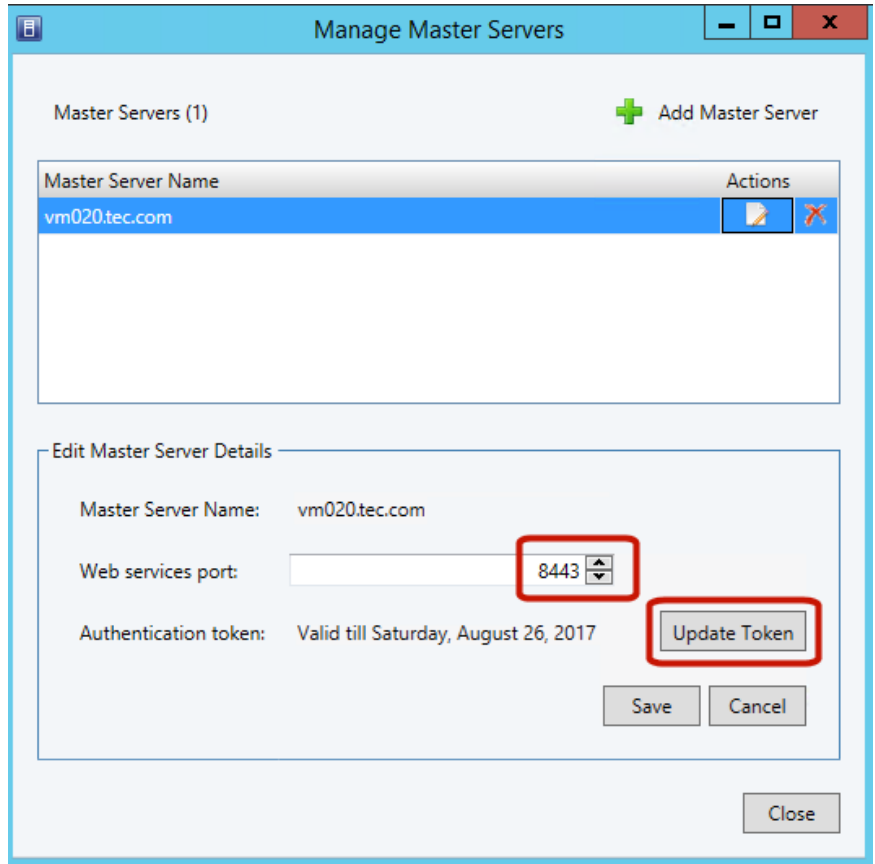 Manage Master Servers
Master Servers (1)
Add Master Server
Master Server Name Actions
vm020.tec.com
Edit Master Server Details
Master Server Name: vm020.tec.com
Web services port: 8443
Authentication token: Valid till Saturday, August 26, 2017 Update Token
Save Cancel
Close